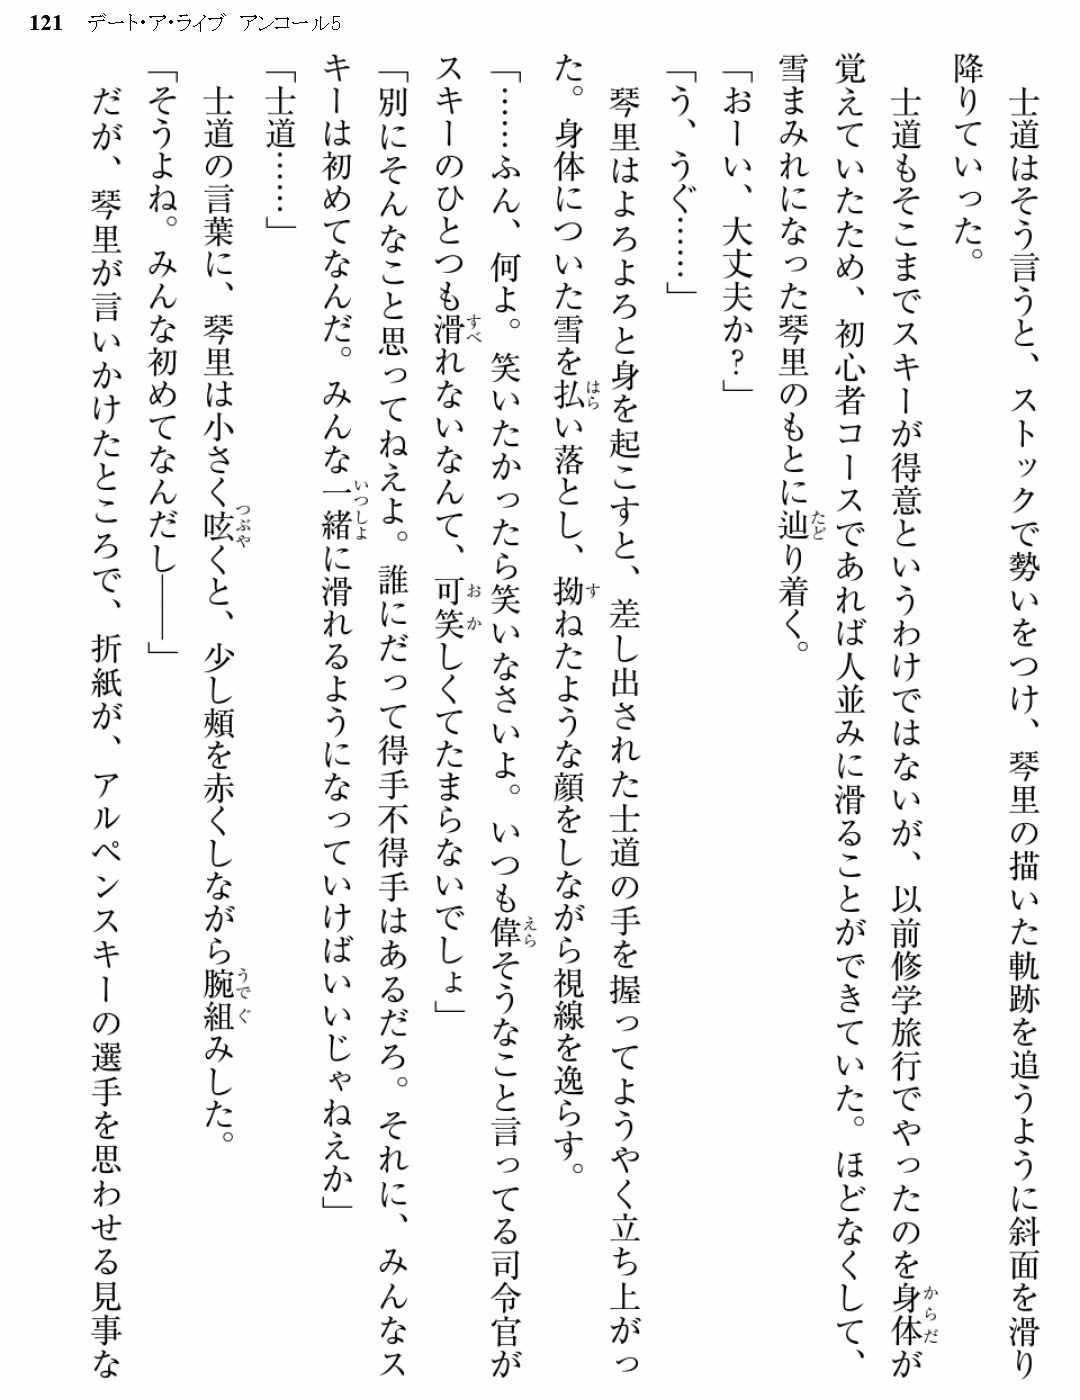 121 デート・ア・ライブ アンコール5
士道はそう言うと、ストックで勢いをつけ、琴里の描いた軌跡を追うように斜面を滑り
降りていった。
士道もそこまでスキーが得意というわけではないが、以前修学旅行でやったのを身体が
覚えていたため、初心者コースであれば人並みに滑ることができていた。ほどなくして、
雪まみれになった琴里のもとに辿り着く。
「おーい、大丈夫か?」
「う、うぐ……」
琴里はよろよろと身を起こすと、差し出された士道の手を握ってようやく立ち上がっ
た。身体についた雪を払い落とし、拗ねたような顔をしながら視線を逸らす。
「……ふん、何よ。笑いたかったら笑いなさいよ。いつも偉そうなこと言ってる司令官が
スキーのひとつも滑れないなんて、可笑しくてたまらないでしょ」
「別にそんなこと思ってねえよ。誰にだって得手不得手はあるだろ。それに、みんなス
キーは初めてなんだ。みんな一緒に滑れるようになっていけばいいじゃねえか」
「士道……」
士道の言葉に、琴里は小さく呟くと、少し頰を赤くしながら腕組みした。
「そうよね。みんな初めてなんだし――」
だが、琴里が言いかけたところで、折紙が、アルペンスキーの選手を思わせる見事な